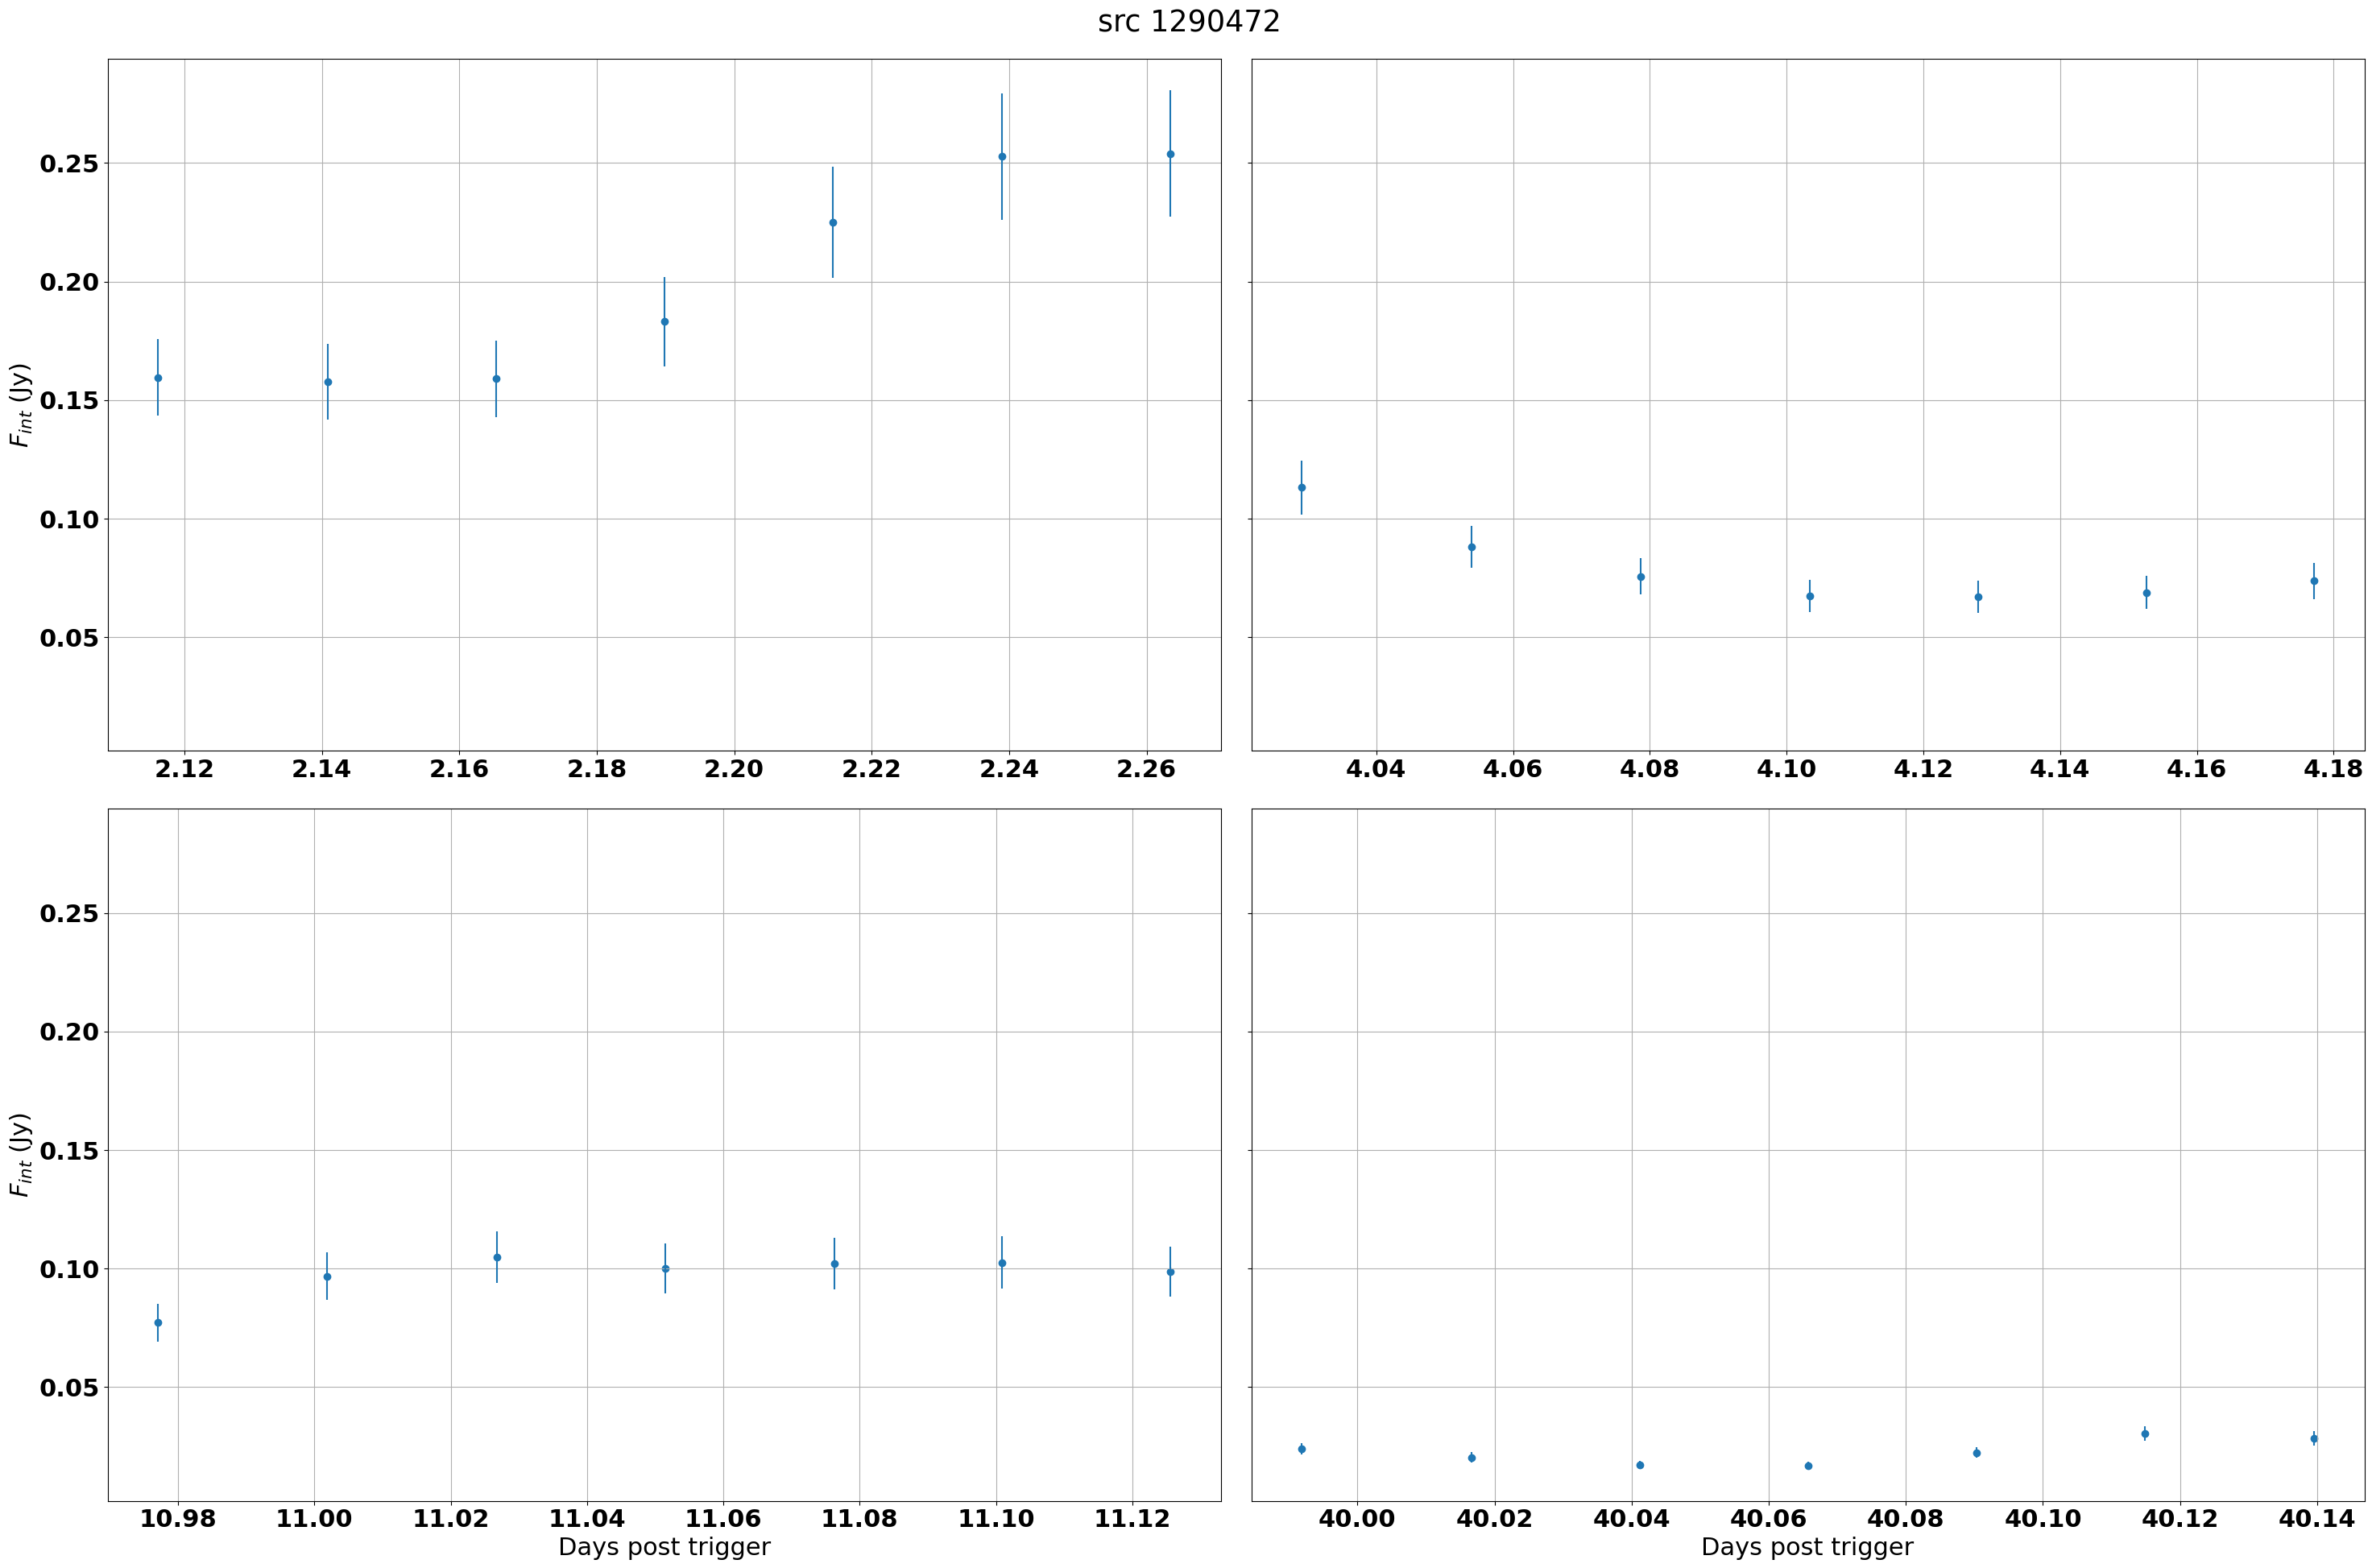 src 1290472
F_int (Jy)
0.25
0.20
0.15
0.10
0.05
2.12 2.14 2.16 2.18 2.20 2.22 2.24 2.26
4.04 4.06 4.08 4.10 4.12 4.14 4.16 4.18
F_int (Jy)
0.25
0.20
0.15
0.10
0.05
10.98 11.00 11.02 11.04 11.06 11.08 11.10 11.12
Days post trigger
40.00 40.02 40.04 40.06 40.08 40.10 40.12 40.14
Days post trigger